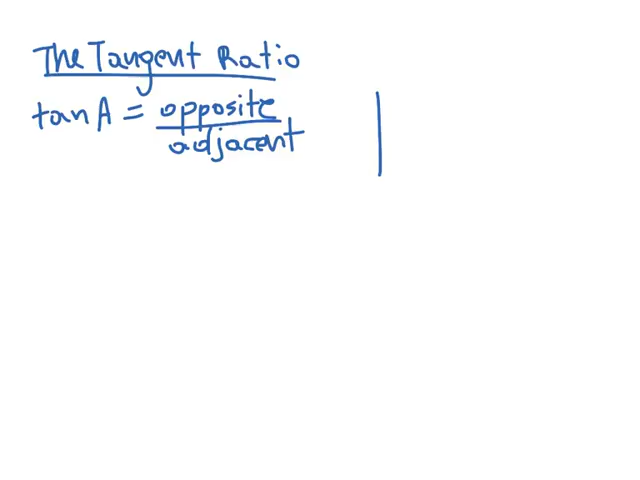 The Tangent Ratio
tan A = opposite
adjacent